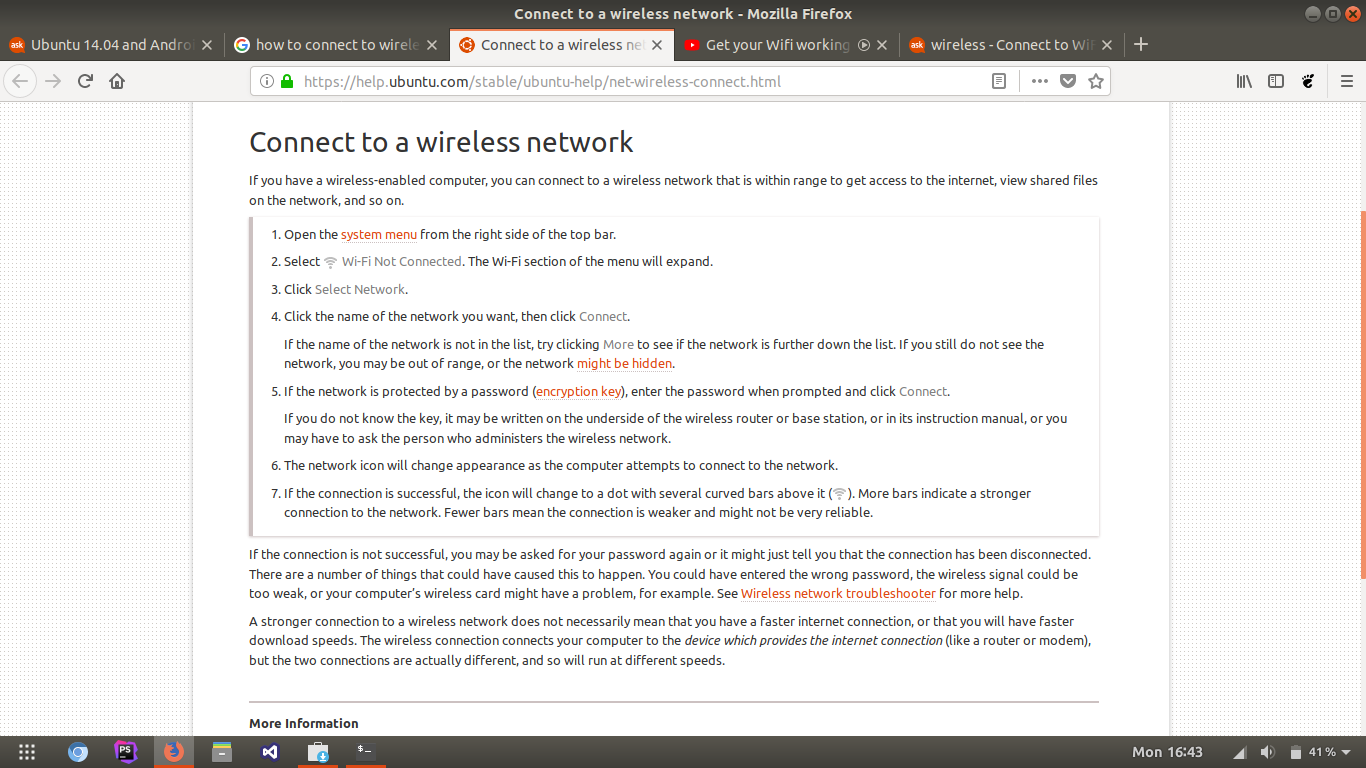 Connect to a wireless network - Mozilla Firefox
ask Ubuntu 14.04 and Andro
how to connect to wirele
Connect to a wireless ne
Get your Wifi working
ask wireless - Connect to Wi
https://help.ubuntu.com/stable/ubuntu-help/net-wireless-connect.html
Connect to a wireless network
If you have a wireless-enabled computer, you can connect to a wireless network that is within range to get access to the internet, view shared files
on the network, and so on.
1. Open the system menu from the right side of the top bar.
2. Select Wi-Fi Not Connected. The Wi-Fi section of the menu will expand.
3. Click Select Network.
4. Click the name of the network you want, then click Connect.
If the name of the network is not in the list, try clicking More to see if the network is further down the list. If you still do not see the
network, you may be out of range, or the network might be hidden.
5. If the network is protected by a password (encryption key), enter the password when prompted and click Connect.
If you do not know the key, it may be written on the underside of the wireless router or base station, or in its instruction manual, or you
may have to ask the person who administers the wireless network.
6. The network icon will change appearance as the computer attempts to connect to the network.
7. If the connection is successful, the icon will change to a dot with several curved bars above it ( ). More bars indicate a stronger
connection to the network. Fewer bars mean the connection is weaker and might not be very reliable.
If the connection is not successful, you may be asked for your password again or it might just tell you that the connection has been disconnected.
There are a number of things that could have caused this to happen. You could have entered the wrong password, the wireless signal could be
too weak, or your computer’s wireless card might have a problem, for example. See Wireless network troubleshooter for more help.
A stronger connection to a wireless network does not necessarily mean that you have a faster internet connection, or that you will have faster
download speeds. The wireless connection connects your computer to the device which provides the internet connection (like a router or modem),
but the two connections are actually different, and so will run at different speeds.
More Information
PS
$-
Mon 16:43
41 %